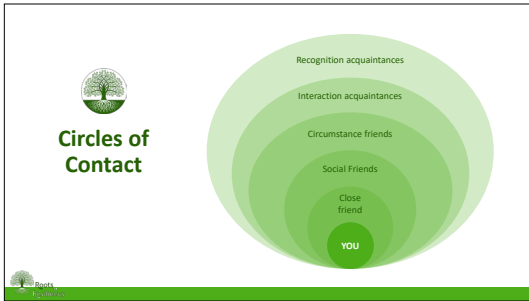 Circles of
Contact
Recognition acquaintances
Interaction acquaintances
Circumstance friends
Social Friends
Close
friend
YOU
Roots